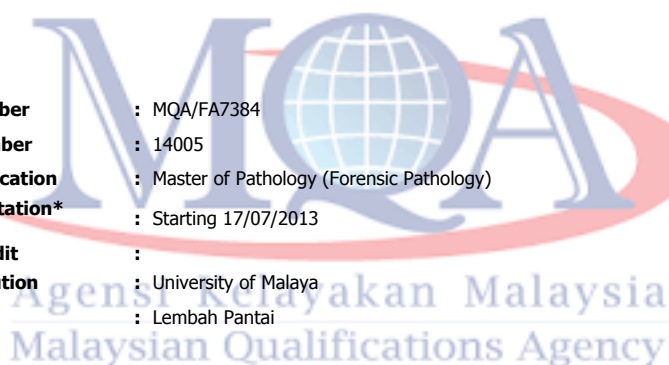 MQA
ber : MQA/FA7384
ber : 14005
cation : Master of Pathology (Forensic Pathology)
tation* : Starting 17/07/2013
dit :
ution : University of Malaya
: Lembah Pantai
Agensi Kelayakan Malaysia
Malaysian Qualifications Agency